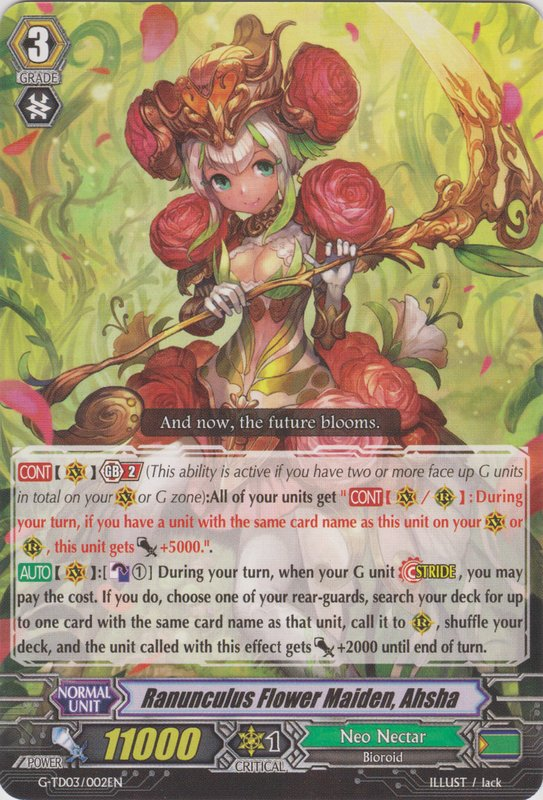 3
GRADE
And now, the future blooms.
CONT【 】GB 2 (This ability is active if you have two or more face up G units
in total on your or G zone):All of your units get "CONT【 / R 】:During
your turn, if you have a unit with the same card name as this unit on your or
R , this unit gets +5000.".
AUTO【 】:[ ①] During your turn, when your G unit STRIDE, you may
pay the cost. If you do, choose one of your rear-guards, search your deck for up
to one card with the same card name as that unit, call it to R , shuffle your
deck, and the unit called with this effect gets +2000 until end of turn.
NORMAL
UNIT
Ranunculus Flower Maiden, Ahsha
POWER
11000
1
CRITICAL
Neo Nectar
Bioroid
G-TD03/002EN
ILLUST / lack